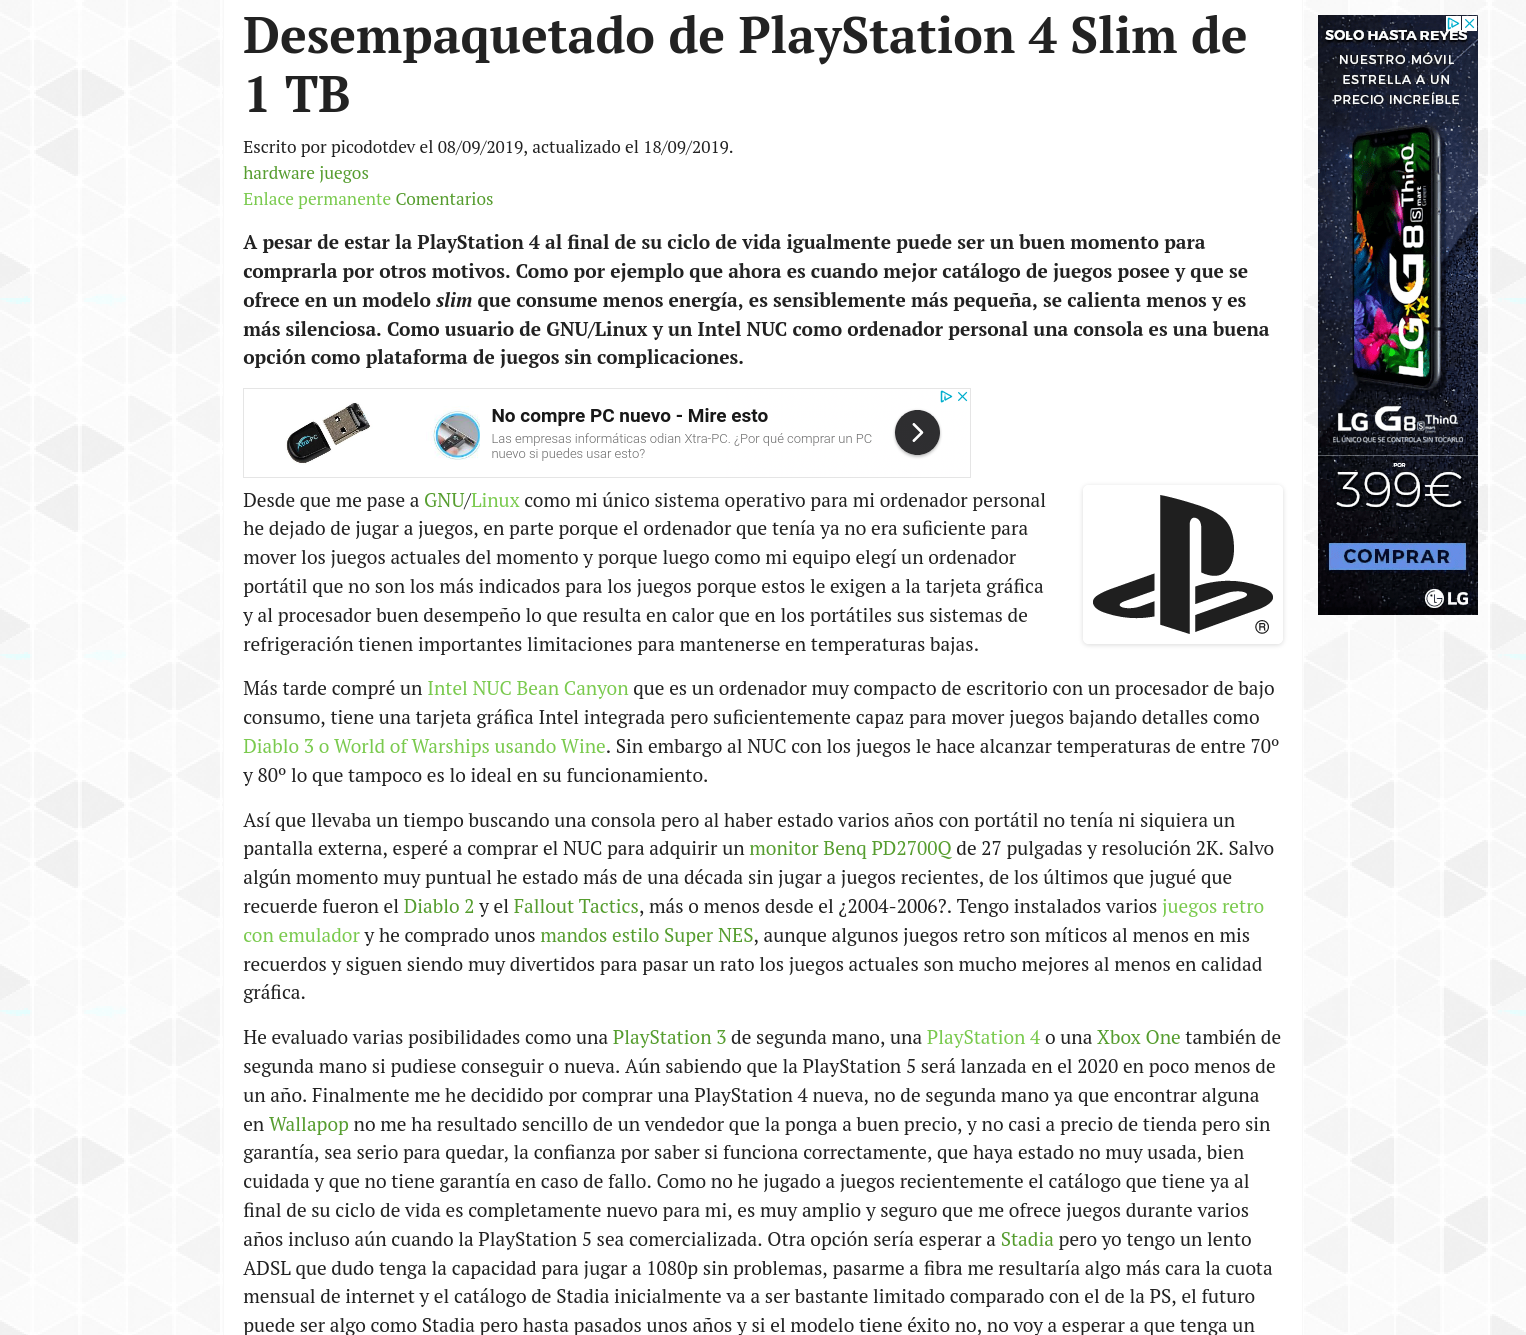 Desempaquetado de PlayStation 4 Slim de
1 TB
Escrito por picodotdev el 08/09/2019, actualizado el 18/09/2019.
hardware juegos
Enlace permanente Comentarios
A pesar de estar la PlayStation 4 al final de su ciclo de vida igualmente puede ser un buen momento para
comprarla por otros motivos. Como por ejemplo que ahora es cuando mejor catálogo de juegos posee y que se
ofrece en un modelo slim que consume menos energía, es sensiblemente más pequeña, se calienta menos y es
más silenciosa. Como usuario de GNU/Linux y un Intel NUC como ordenador personal una consola es una buena
opción como plataforma de juegos sin complicaciones.
Xtra-PC
No compre PC nuevo - Mire esto
Las empresas informáticas odian Xtra-PC. ¿Por qué comprar un PC
nuevo si puedes usar esto?
Desde que me pase a GNU/Linux como mi único sistema operativo para mi ordenador personal
he dejado de jugar a juegos, en parte porque el ordenador que tenía ya no era suficiente para
mover los juegos actuales del momento y porque luego como mi equipo elegí un ordenador
portátil que no son los más indicados para los juegos porque estos le exigen a la tarjeta gráfica
y al procesador buen desempeño lo que resulta en calor que en los portátiles sus sistemas de
refrigeración tienen importantes limitaciones para mantenerse en temperaturas bajas.
®
Más tarde compré un Intel NUC Bean Canyon que es un ordenador muy compacto de escritorio con un procesador de bajo
consumo, tiene una tarjeta gráfica Intel integrada pero suficientemente capaz para mover juegos bajando detalles como
Diablo 3 o World of Warships usando Wine. Sin embargo al NUC con los juegos le hace alcanzar temperaturas de entre 70º
y 80º lo que tampoco es lo ideal en su funcionamiento.
Así que llevaba un tiempo buscando una consola pero al haber estado varios años con portátil no tenía ni siquiera un
pantalla externa, esperé a comprar el NUC para adquirir un monitor Benq PD2700Q de 27 pulgadas y resolución 2K. Salvo
algún momento muy puntual he estado más de una década sin jugar a juegos recientes, de los últimos que jugué que
recuerde fueron el Diablo 2 y el Fallout Tactics, más o menos desde el ¿2004-2006?. Tengo instalados varios juegos retro
con emulador y he comprado unos mandos estilo Super NES, aunque algunos juegos retro son míticos al menos en mis
recuerdos y siguen siendo muy divertidos para pasar un rato los juegos actuales son mucho mejores al menos en calidad
gráfica.
He evaluado varias posibilidades como una PlayStation 3 de segunda mano, una PlayStation 4 o una Xbox One también de
segunda mano si pudiese conseguir o nueva. Aún sabiendo que la PlayStation 5 será lanzada en el 2020 en poco menos de
un año. Finalmente me he decidido por comprar una PlayStation 4 nueva, no de segunda mano ya que encontrar alguna
en Wallapop no me ha resultado sencillo de un vendedor que la ponga a buen precio, y no casi a precio de tienda pero sin
garantía, sea serio para quedar, la confianza por saber si funciona correctamente, que haya estado no muy usada, bien
cuidada y que no tiene garantía en caso de fallo. Como no he jugado a juegos recientemente el catálogo que tiene ya al
final de su ciclo de vida es completamente nuevo para mi, es muy amplio y seguro que me ofrece juegos durante varios
años incluso aún cuando la PlayStation 5 sea comercializada. Otra opción sería esperar a Stadia pero yo tengo un lento
ADSL que dudo tenga la capacidad para jugar a 1080p sin problemas, pasarme a fibra me resultaría algo más cara la cuota
mensual de internet y el catálogo de Stadia inicialmente va a ser bastante limitado comparado con el de la PS, el futuro
puede ser algo como Stadia pero hasta pasados unos años y si el modelo tiene éxito no, no voy a esperar a que tenga un
SOLO HASTA REYES
NUESTRO MÓVIL
ESTRELLA A UN
PRECIO INCREÍBLE
LG G8S ThinQ
Smart Green
LG G8S ThinQ
EL ÚNICO QUE SE CONTROLA SIN TOCARLO
POR
399€
COMPRAR
LG